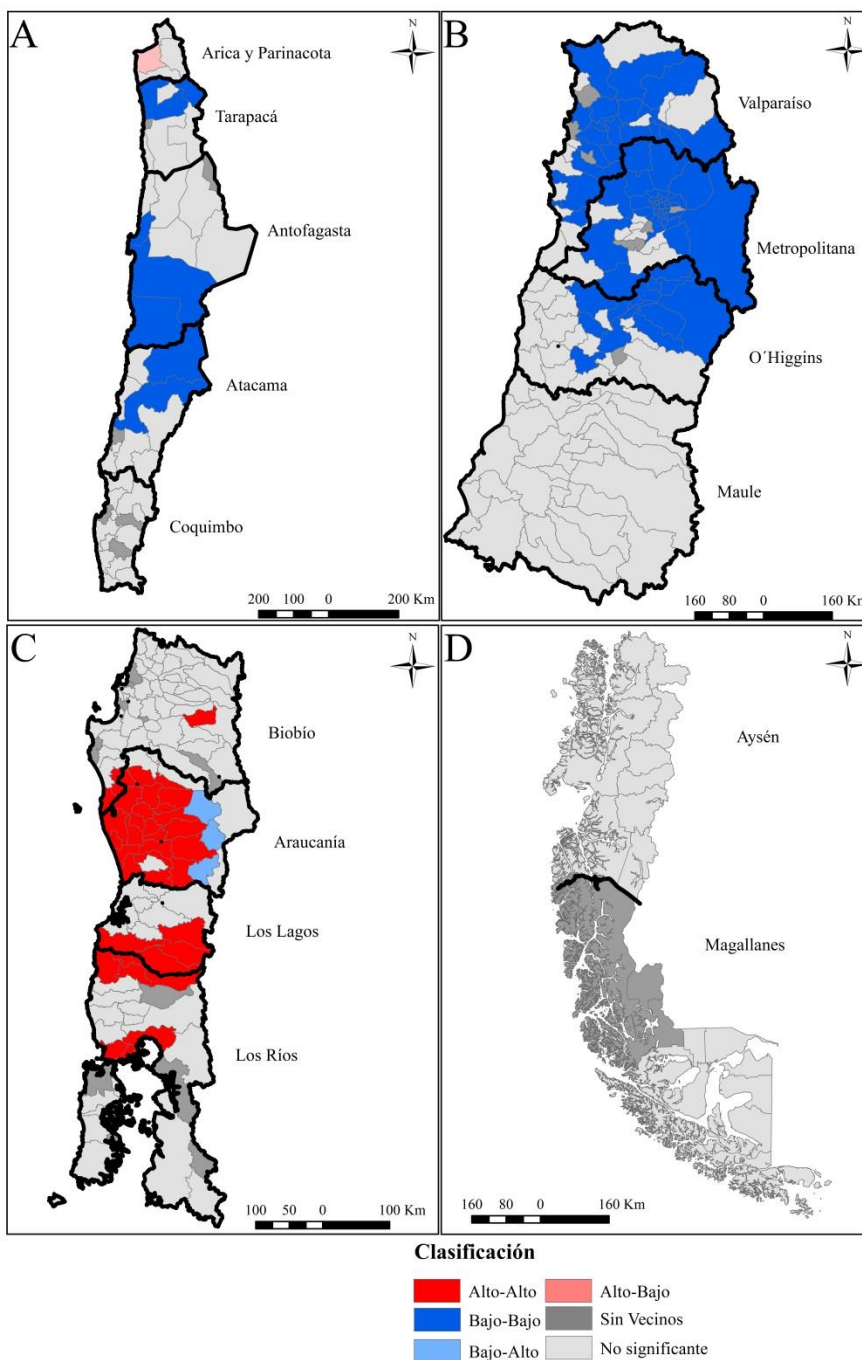 A
N
Arica y Parinacota
Tarapacá
Antofagasta
Atacama
Coquimbo
200 100 0 200 Km
B
N
Valparaíso
Metropolitana
O´Higgins
Maule
160 80 0 160 Km
C
N
Biobío
Araucanía
Los Lagos
Los Ríos
100 50 0 100 Km
D
N
Aysén
Magallanes
160 80 0 160 Km
Clasificación
Alto-Alto Alto-Bajo
Bajo-Bajo Sin Vecinos
Bajo-Alto No significante